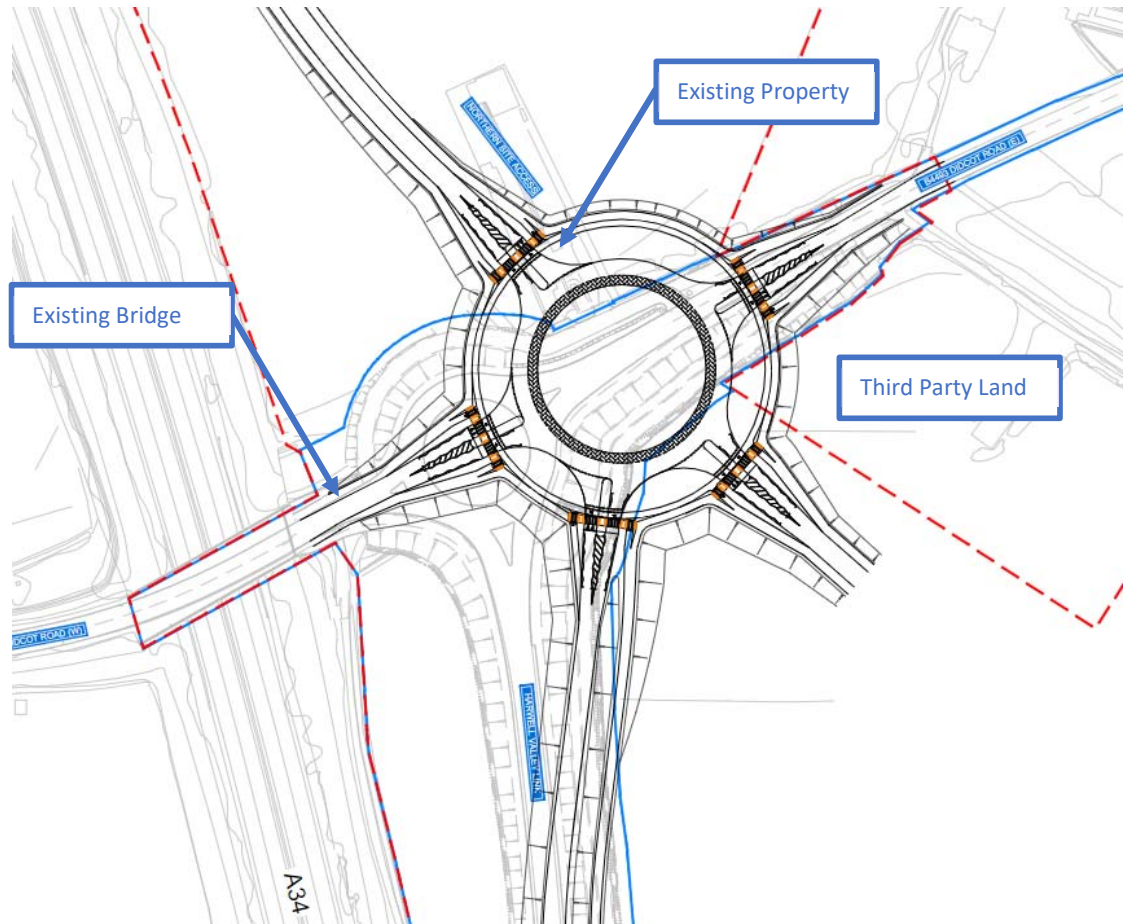 Existing Property
NORTHERN SITE ACCESS
B4493 DIDCOT ROAD (E)
Existing Bridge
Third Party Land
DIDCOT ROAD (W)
HARWELL VALLEY LINK
A34